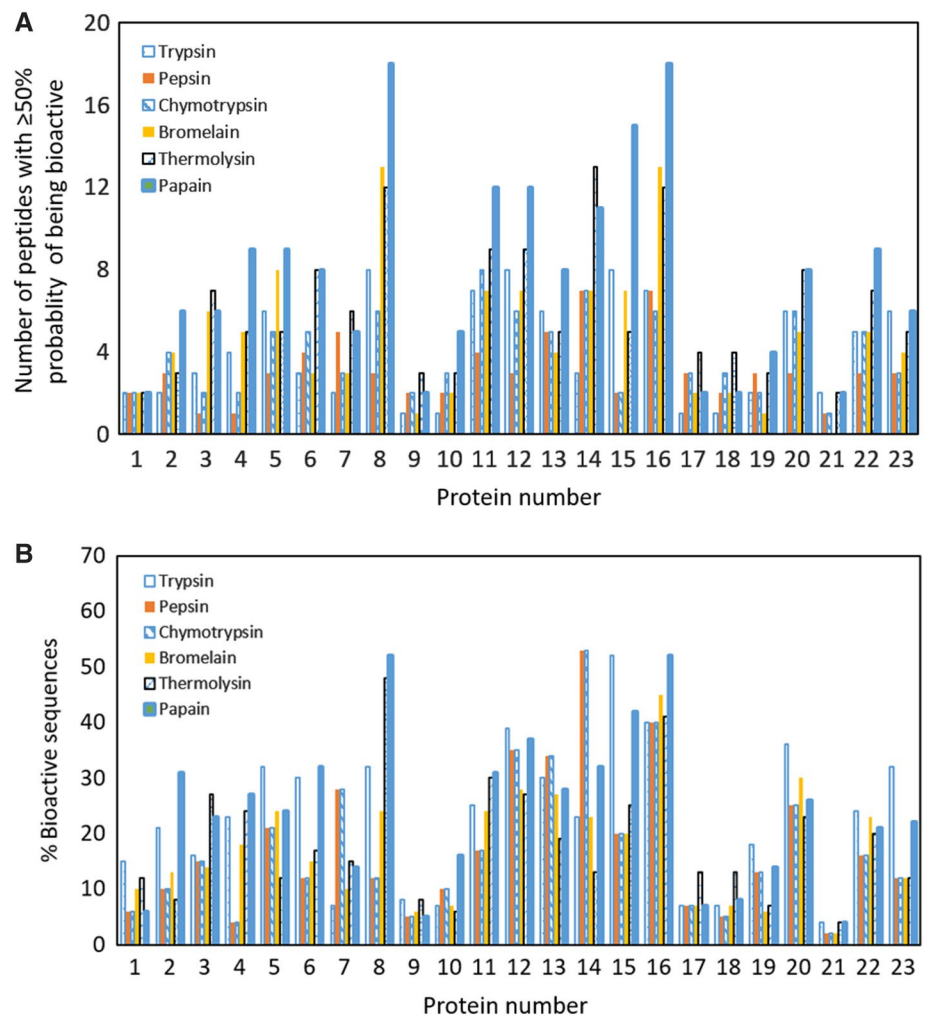 A
Number of peptides with ≥50%
probablity of being bioactive
20
16
12
8
4
0
Trypsin
Pepsin
Chymotrypsin
Bromelain
Thermolysin
Papain
1 2 3 4 5 6 7 8 9 10 11 12 13 14 15 16 17 18 19 20 21 22 23
Protein number
B
% Bioactive sequences
70
60
50
40
30
20
10
0
Trypsin
Pepsin
Chymotrypsin
Bromelain
Thermolysin
Papain
1 2 3 4 5 6 7 8 9 10 11 12 13 14 15 16 17 18 19 20 21 22 23
Protein number